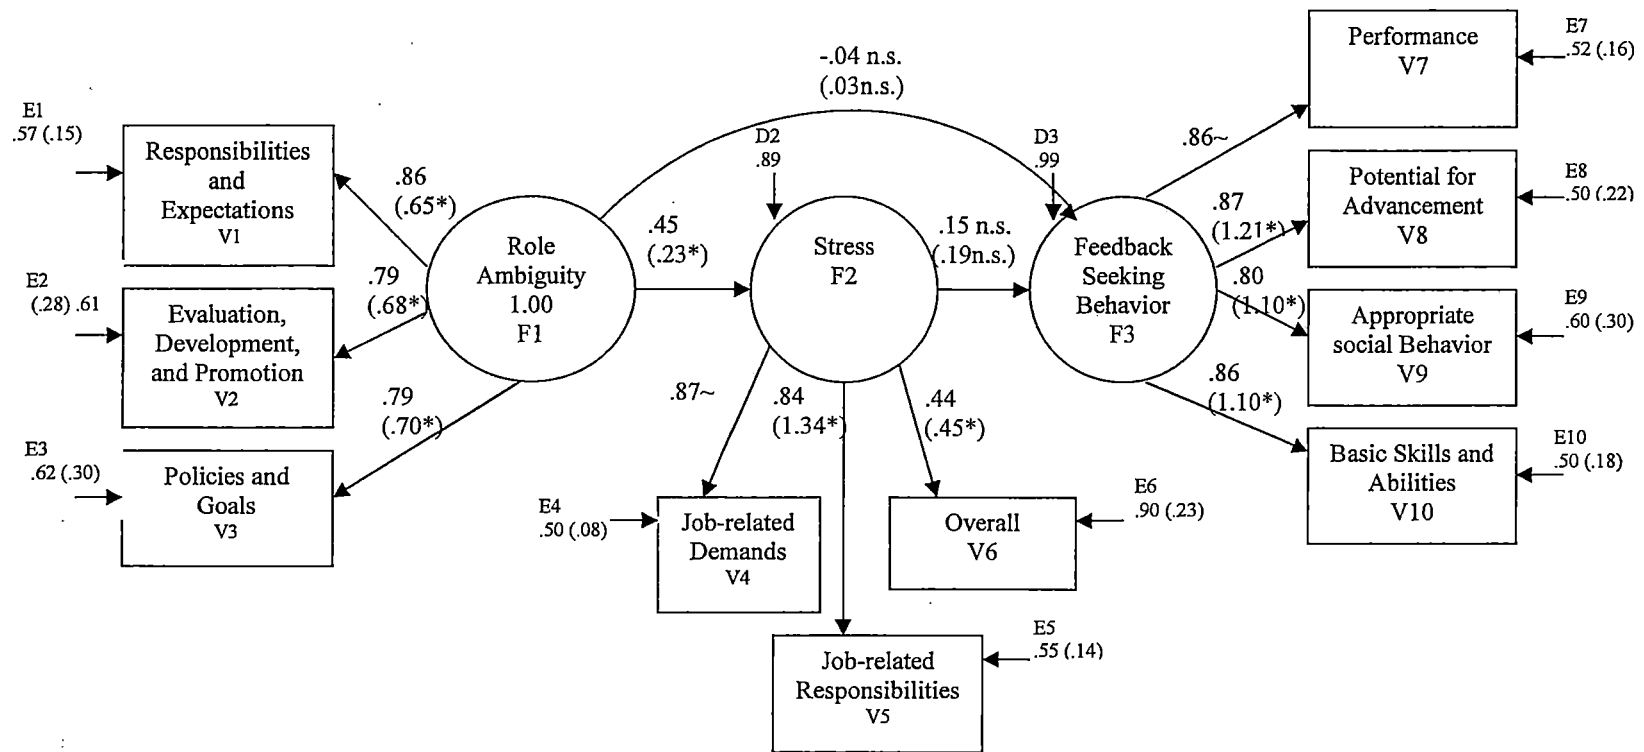 E1
.57 (.15)
Responsibilities
and
Expectations
V1
.86
(.65*)
E2
(.28) .61
Evaluation,
Development,
and Promotion
V2
.79
(.68*)
E3
.62 (.30)
Policies and
Goals
V3
.79
(.70*)
Role
Ambiguity
1.00
F1
-.04 n.s.
(.03n.s.)
.45
(.23*)
D2
.89
Stress
F2
.15 n.s.
(.19n.s.)
D3
.99
Feedback
Seeking
Behavior
F3
.87~
.84
(1.34*)
.44
(.45*)
E4
.50 (.08)
Job-related
Demands
V4
E5
.55 (.14)
Job-related
Responsibilities
V5
E6
.90 (.23)
Overall
V6
.86~
Performance
V7
E7
.52 (.16)
.87
(1.21*)
Potential for
Advancement
V8
E8
.50 (.22)
.80
(1.10*)
Appropriate
social Behavior
V9
E9
.60 (.30)
.86
(1.10*)
Basic Skills and
Abilities
V10
E10
.50 (.18)